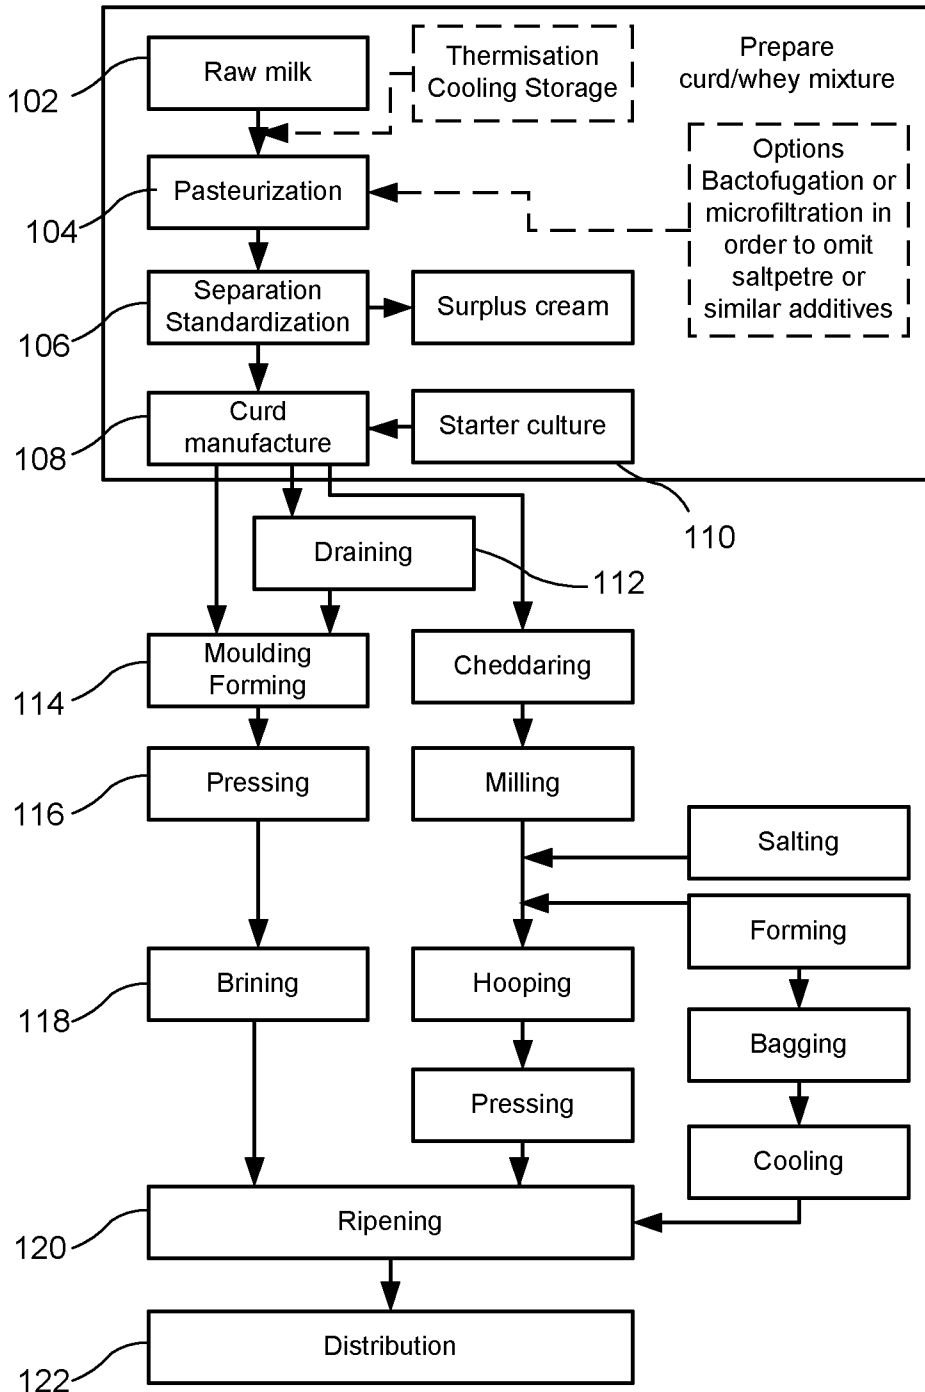 Raw milk
Thermisation
Cooling Storage
Prepare
curd/whey mixture
102
Options
Bactofugation or
microfiltration in
order to omit
saltpetre or
similar additives
Pasteurization
104
Separation
Standardization
Surplus cream
106
Curd
manufacture
Starter culture
108
110
Draining
112
Moulding
Forming
Cheddaring
114
Pressing
Milling
116
Salting
Forming
Brining
Hooping
118
Bagging
Pressing
Cooling
Ripening
120
Distribution
122